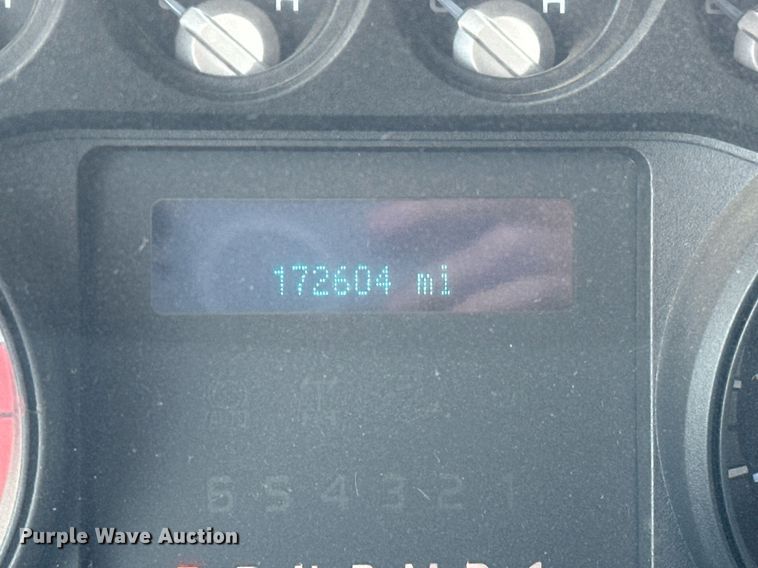 H H
172604 mi
6 5 4 3 2 1
Purple Wave Auction